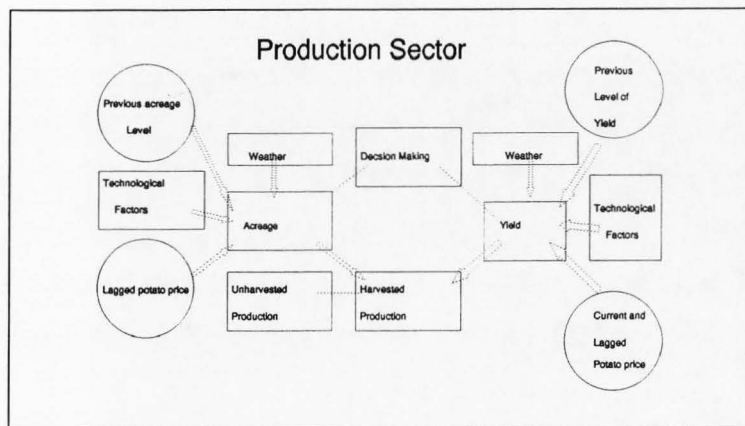 Production Sector
Previous acreage
Level
Previous
Level of
Yield
Weather
Decsion Making
Weather
Technological
Factors
Acreage
Yield
Technological
Factors
Lagged potato price
Unharvested
Production
Harvested
Production
Current and
Lagged
Potato price